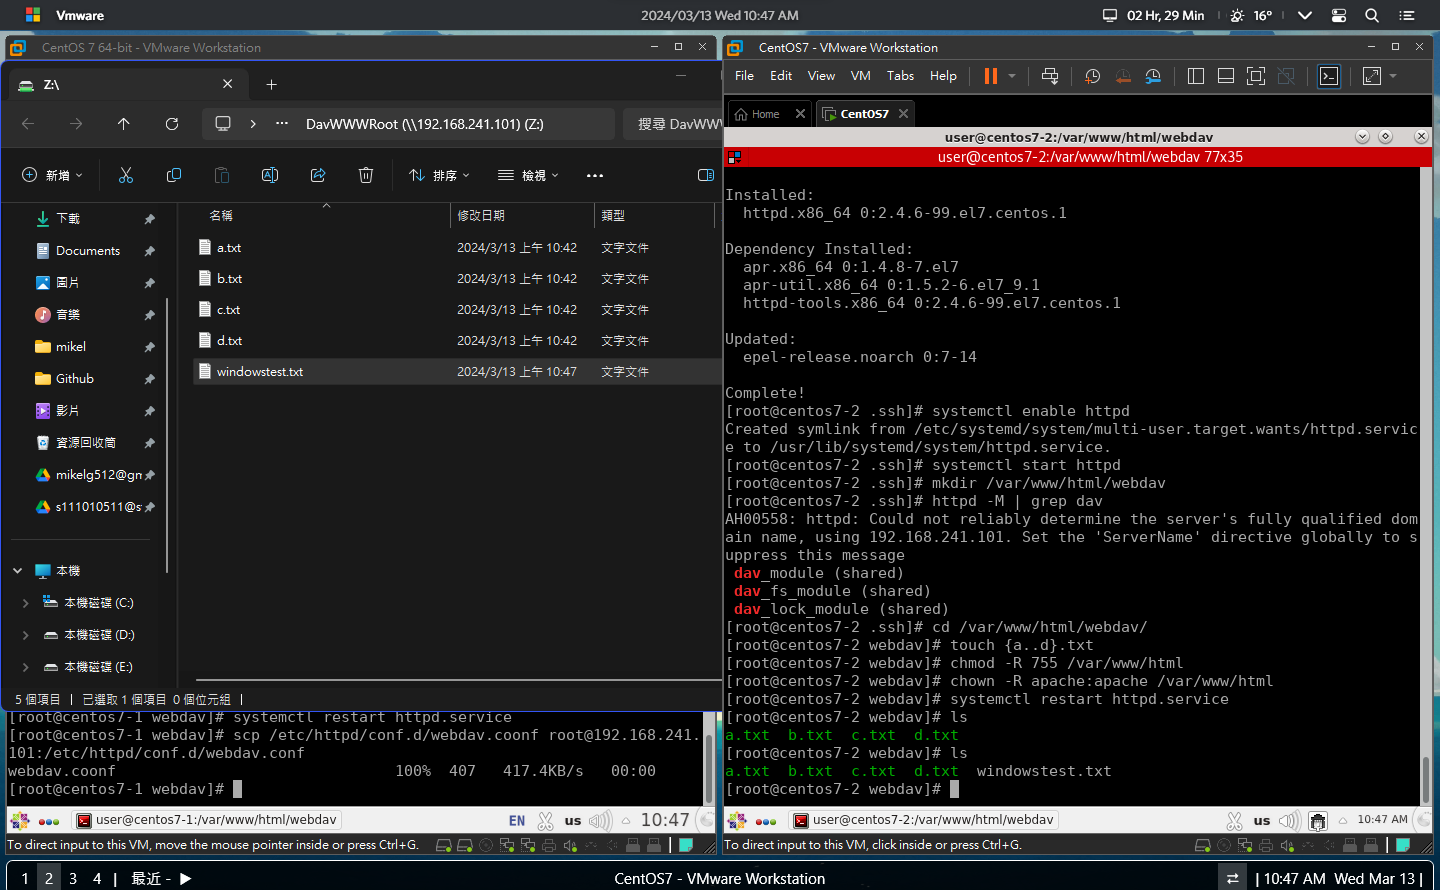 Vmware
2024/03/13 Wed 10:47 AM
02 Hr, 29 Min
16°
CentOS 7 64-bit - VMware Workstation
Z:\
DavWWWRoot (\\192.168.241.101) (Z:)
搜尋 DavWWW
新增
排序
檢視
名稱
修改日期
類型
下載
Documents
圖片
音樂
mikel
Github
影片
資源回收筒
mikelg512@gm
s111010511@s
本機
本機磁碟 (C:)
本機磁碟 (D:)
本機磁碟 (E:)
a.txt 2024/3/13 上午 10:42 文字文件
b.txt 2024/3/13 上午 10:42 文字文件
c.txt 2024/3/13 上午 10:42 文字文件
d.txt 2024/3/13 上午 10:42 文字文件
windowstest.txt 2024/3/13 上午 10:47 文字文件
5 個項目 | 已選取 1 個項目 0 個位元組 |
[root@centos7-1 webdav]# systemctl restart httpd.service
[root@centos7-1 webdav]# scp /etc/httpd/conf.d/webdav.coonf root@192.168.241.
101:/etc/httpd/conf.d/webdav.conf
webdav.coonf 100% 407 417.4KB/s 00:00
[root@centos7-1 webdav]#
user@centos7-1:/var/www/html/webdav
EN
us
10:47
To direct input to this VM, move the mouse pointer inside or press Ctrl+G.
CentOS7 - VMware Workstation
File Edit View VM Tabs Help
Home
CentOS7
user@centos7-2:/var/www/html/webdav
user@centos7-2:/var/www/html/webdav 77x35
Installed:
httpd.x86_64 0:2.4.6-99.el7.centos.1
Dependency Installed:
apr.x86_64 0:1.4.8-7.el7
apr-util.x86_64 0:1.5.2-6.el7_9.1
httpd-tools.x86_64 0:2.4.6-99.el7.centos.1
Updated:
epel-release.noarch 0:7-14
Complete!
[root@centos7-2 .ssh]# systemctl enable httpd
Created symlink from /etc/systemd/system/multi-user.target.wants/httpd.servic
e to /usr/lib/systemd/system/httpd.service.
[root@centos7-2 .ssh]# systemctl start httpd
[root@centos7-2 .ssh]# mkdir /var/www/html/webdav
[root@centos7-2 .ssh]# httpd -M | grep dav
AH00558: httpd: Could not reliably determine the server's fully qualified dom
ain name, using 192.168.241.101. Set the 'ServerName' directive globally to s
uppress this message
dav_module (shared)
dav_fs_module (shared)
dav_lock_module (shared)
[root@centos7-2 .ssh]# cd /var/www/html/webdav/
[root@centos7-2 webdav]# touch {a..d}.txt
[root@centos7-2 webdav]# chmod -R 755 /var/www/html
[root@centos7-2 webdav]# chown -R apache:apache /var/www/html
[root@centos7-2 webdav]# systemctl restart httpd.service
[root@centos7-2 webdav]# ls
a.txt b.txt c.txt d.txt
[root@centos7-2 webdav]# ls
a.txt b.txt c.txt d.txt windowstest.txt
[root@centos7-2 webdav]#
user@centos7-2:/var/www/html/webdav
us
10:47 AM
To direct input to this VM, click inside or press Ctrl+G.
1 2 3 4 | 最近 -
CentOS7 - VMware Workstation
| 10:47 AM Wed Mar 13 |